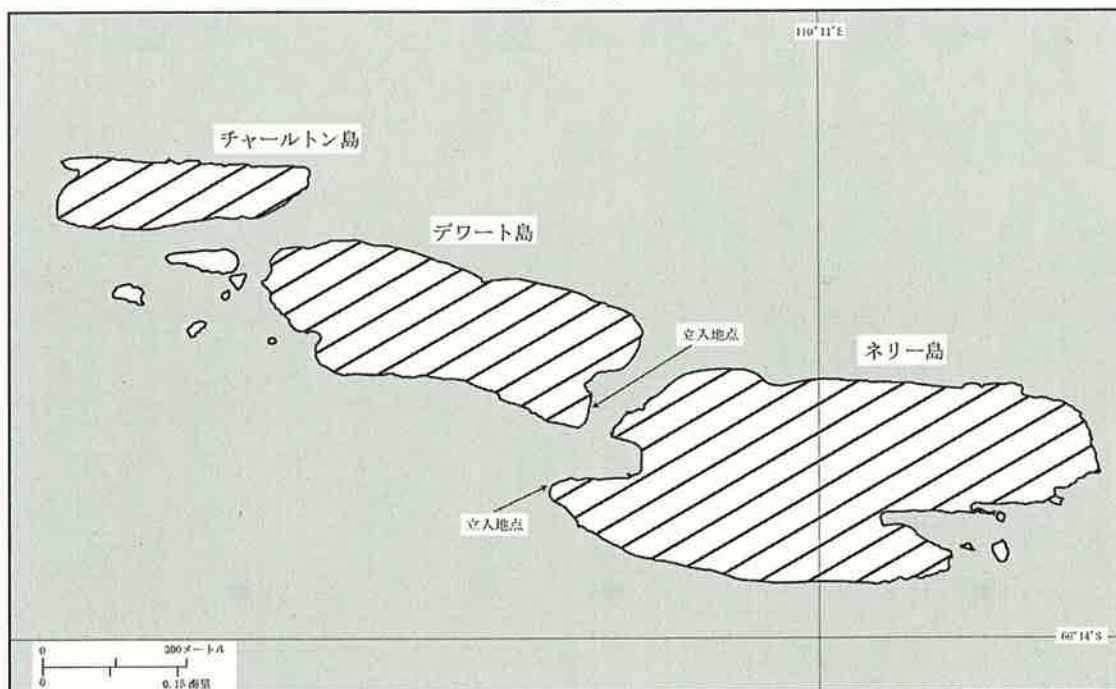 110°11′E
チャールトン島
デワート島
立入地点
ネリー島
立入地点
66°14′S
0 200メートル
0 0.15海里